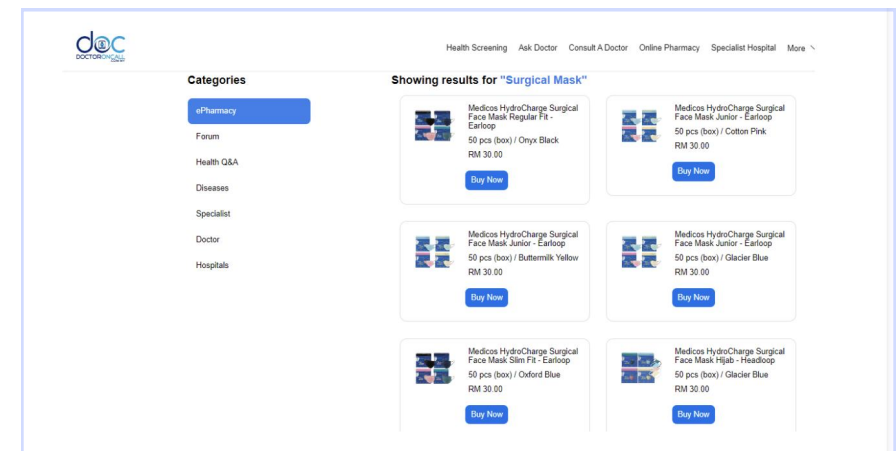 doc
DOCTORONCALL
Health Screening Ask Doctor Consult A Doctor Online Pharmacy Specialist Hospital More
Categories
ePharmacy
Forum
Health Q&A
Diseases
Specialist
Doctor
Hospitals
Showing results for "Surgical Mask"
Medicos HydroCharge Surgical
Face Mask Regular Fit -
Earloop
50 pcs (box) / Onyx Black
RM 30.00
Buy Now
Medicos HydroCharge Surgical
Face Mask Junior - Earloop
50 pcs (box) / Cotton Pink
RM 30.00
Buy Now
Medicos HydroCharge Surgical
Face Mask Junior - Earloop
50 pcs (box) / Buttermilk Yellow
RM 30.00
Buy Now
Medicos HydroCharge Surgical
Face Mask Junior - Earloop
50 pcs (box) / Glacier Blue
RM 30.00
Buy Now
Medicos HydroCharge Surgical
Face Mask Slim Fit - Earloop
50 pcs (box) / Oxford Blue
RM 30.00
Buy Now
Medicos HydroCharge Surgical
Face Mask Hijab - Headloop
50 pcs (box) / Glacier Blue
RM 30.00
Buy Now